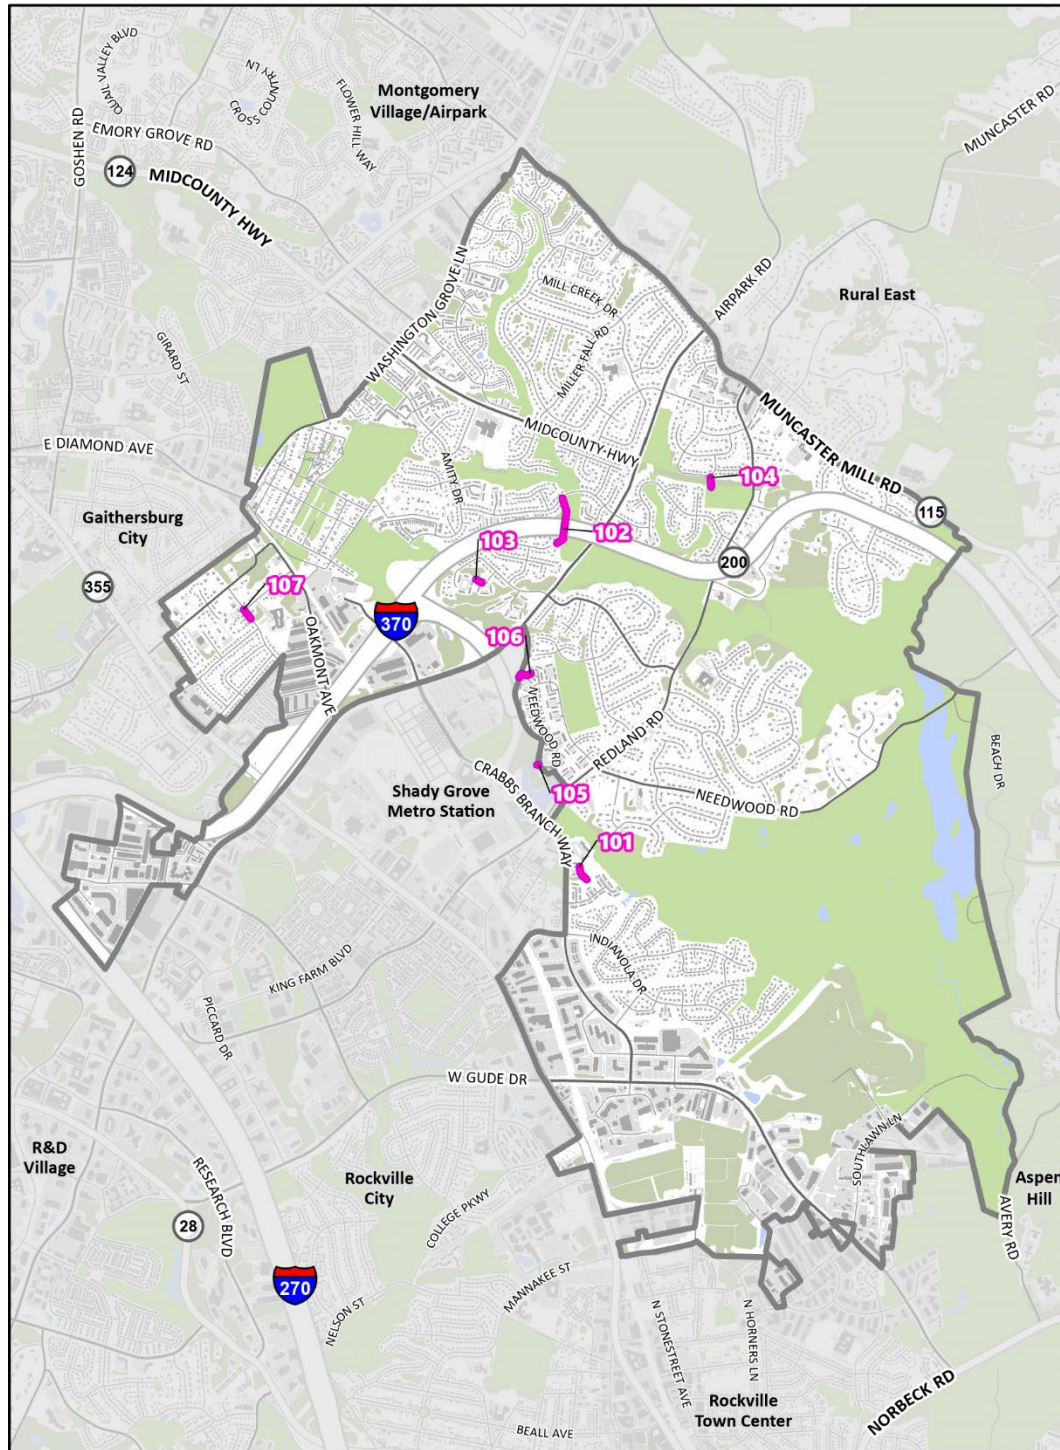 QUAIL VALLEY BLVD
CROSS COUNTRY LN
FLOWER HILL WAY
Montgomery
Village/Airpark
MUNCASTER RD
GOSHEN RD
EMORY GROVE RD
124
MIDCOUNTY HWY
WASHINGTON GROVE LN
AIRPARK RD
MILL CREEK DR
Rural East
GIRARD ST
MILLER FALL RD
E DIAMOND AVE
AMITY DR
MIDCOUNTY HWY
MUNCASTER MILL RD
104
115
Gaithersburg
City
102
103
200
355
107
370
OAKMONT AVE
106
NEEDWOOD RD
REDLAND RD
BEACH DR
CRABBS BRANCH WAY
Shady Grove
Metro Station
105
NEEDWOOD RD
101
INDIANOLA DR
KING FARM BLVD
PICCARD DR
W GUDE DR
SOUTHLAWN LN
R&D
Village
RESEARCH BLVD
Rockville
City
COLLEGE PKWY
Aspen
Hill
AVERY RD
28
270
NELSON ST
MANNAKEE ST
N STONESTREET AVE
N HORNERS LN
Rockville
Town Center
NORBECK RD
BEALL AVE